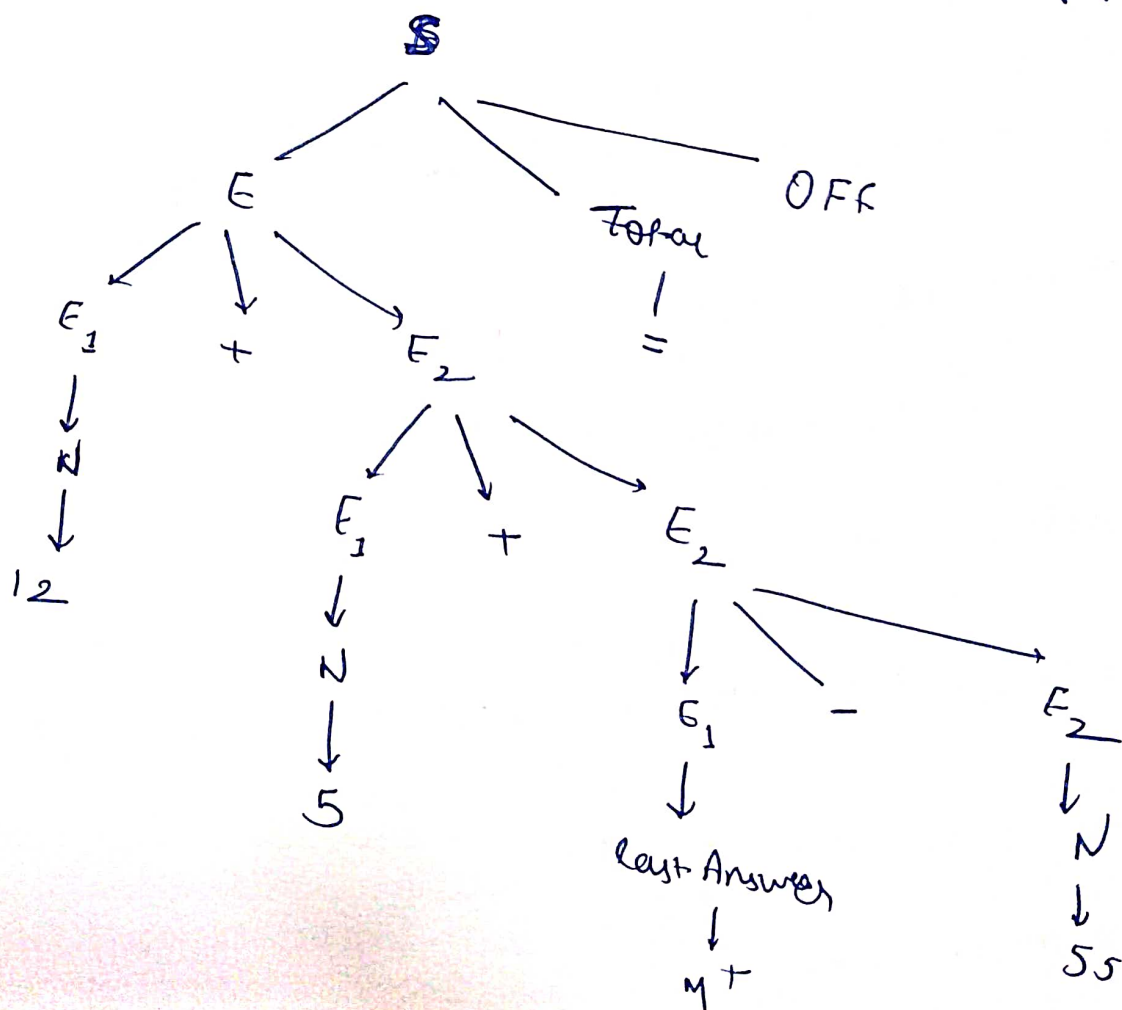 S
E Total OFF
E1 + E2 =
N
E1 + E2
12
N
E1 - E2
5
Last Answer N
M+ 55